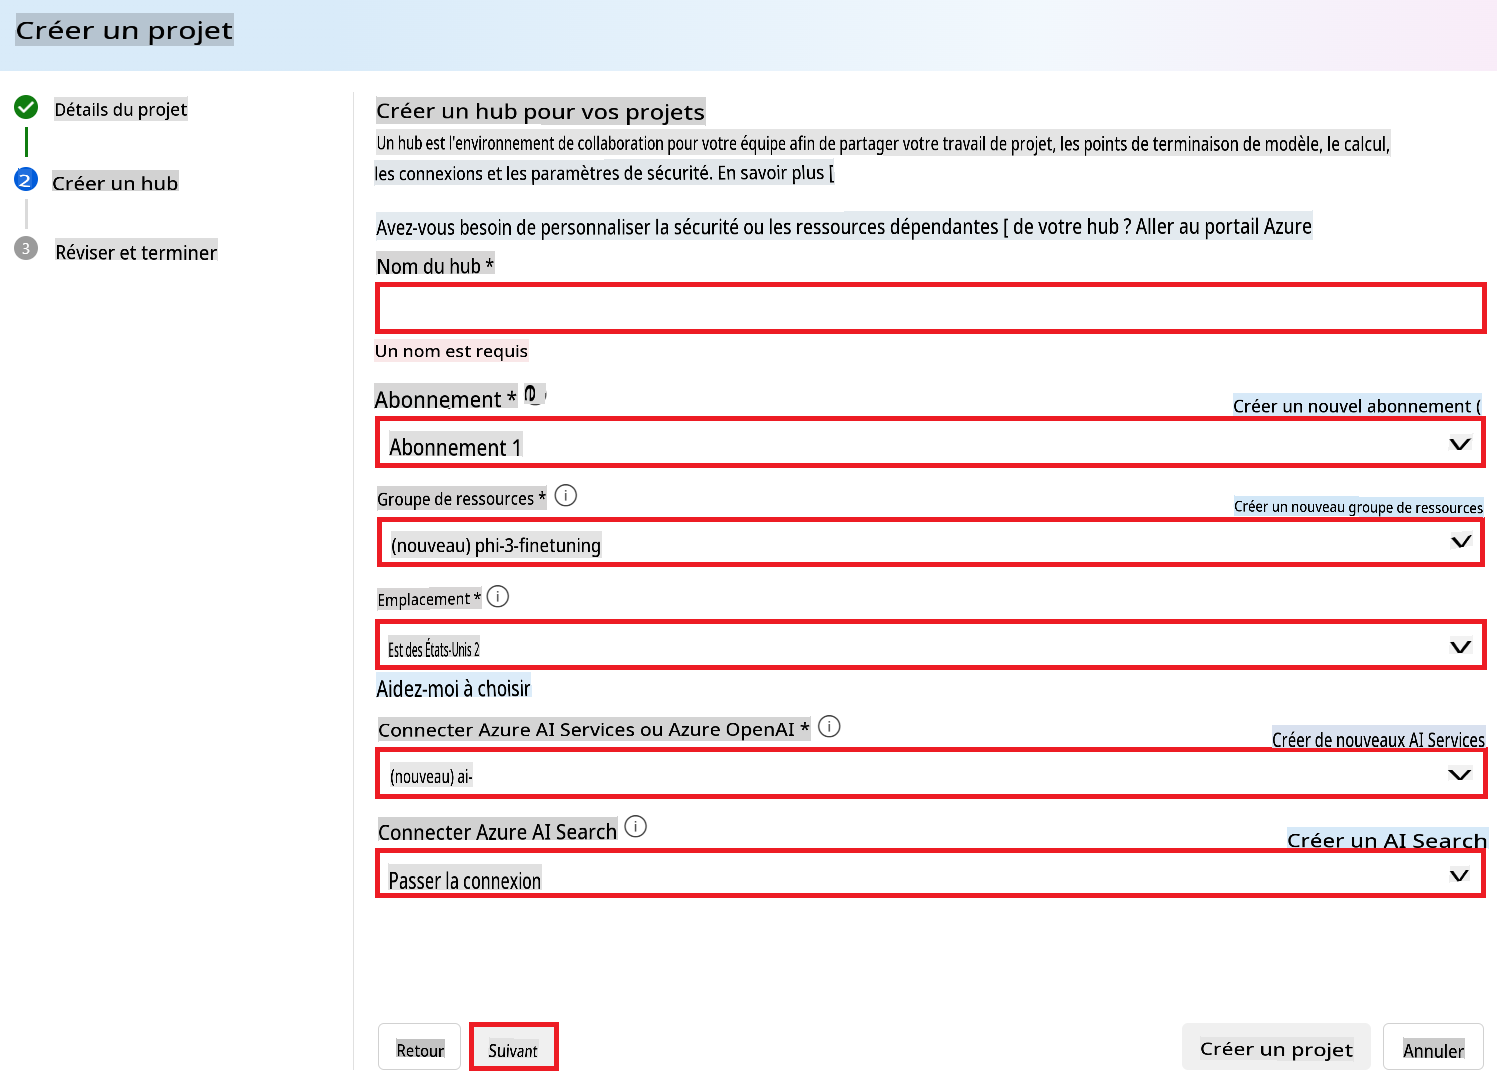 Créer un projet
Détails du projet
2 Créer un hub
3 Réviser et terminer
Créer un hub pour vos projets
Un hub est l'environnement de collaboration pour votre équipe afin de partager votre travail de projet, les points de terminaison de modèle, le calcul,
les connexions et les paramètres de sécurité. En savoir plus [
Avez-vous besoin de personnaliser la sécurité ou les ressources dépendantes [ de votre hub ? Aller au portail Azure
Nom du hub *
Un nom est requis
Abonnement *
Créer un nouvel abonnement (
Abonnement 1
Groupe de ressources *
Créer un nouveau groupe de ressources
(nouveau) phi-3-finetuning
Emplacement *
Est des États-Unis 2
Aidez-moi à choisir
Connecter Azure AI Services ou Azure OpenAI *
Créer de nouveaux AI Services
(nouveau) ai-
Connecter Azure AI Search
Créer un AI Search
Passer la connexion
Retour
Suivant
Créer un projet
Annuler